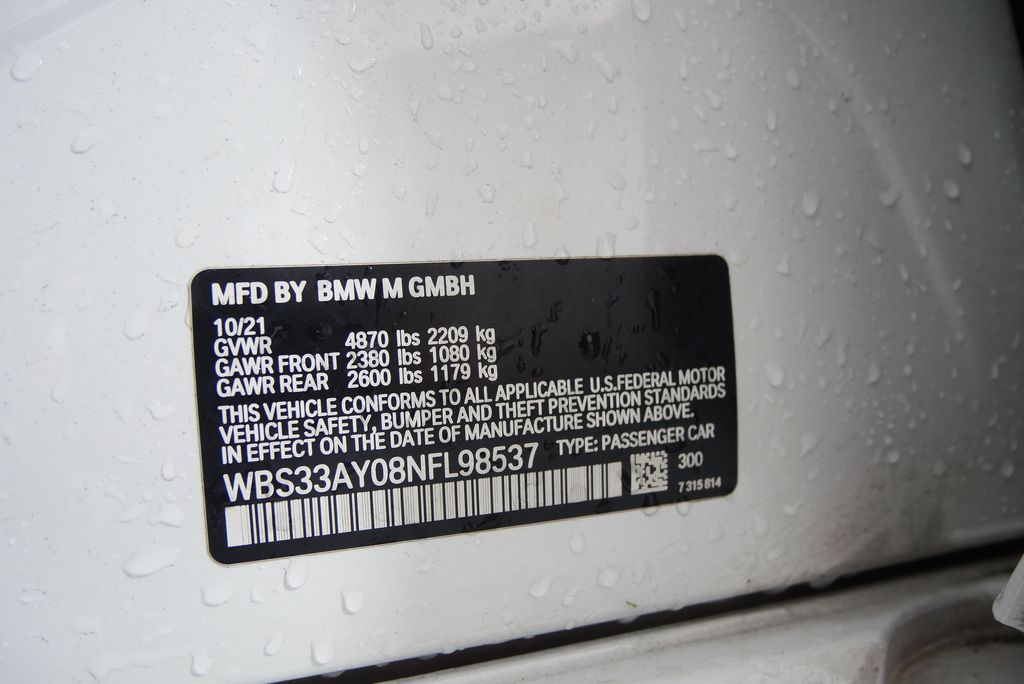 MFD BY BMW M GMBH
10/21
GVWR 4870 lbs 2209 kg
GAWR FRONT 2380 lbs 1080 kg
GAWR REAR 2600 lbs 1179 kg
THIS VEHICLE CONFORMS TO ALL APPLICABLE U.S.FEDERAL MOTOR
VEHICLE SAFETY, BUMPER AND THEFT PREVENTION STANDARDS
IN EFFECT ON THE DATE OF MANUFACTURE SHOWN ABOVE.
WBS33AY08NFL98537 TYPE: PASSENGER CAR
300
7 315 814